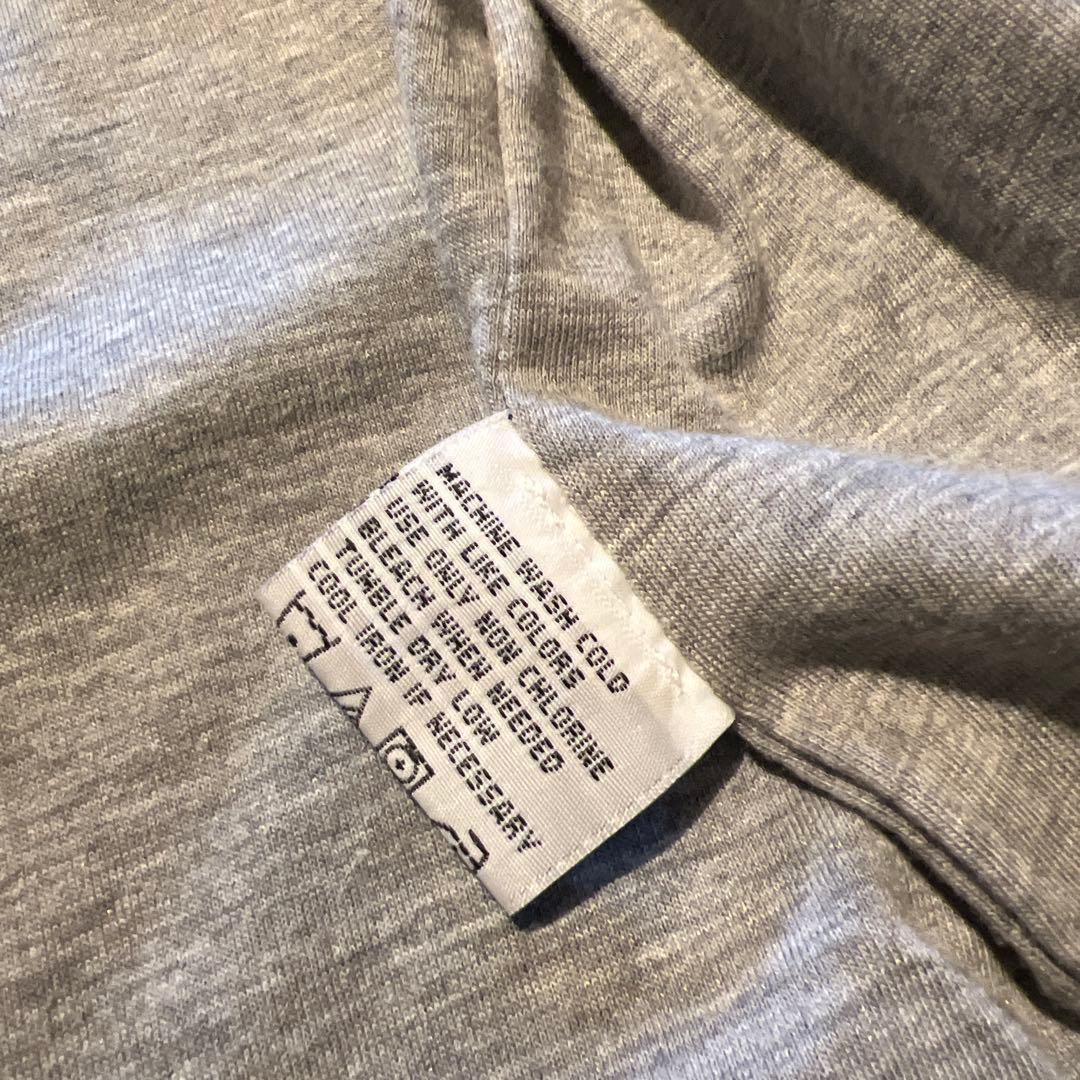 MACHINE WASH COLD
WITH LIKE COLORS
USE ONLY NON CHLORINE
BLEACH WHEN NEEDED
TUMBLE DRY LOW
COOL IRON IF NECESSARY